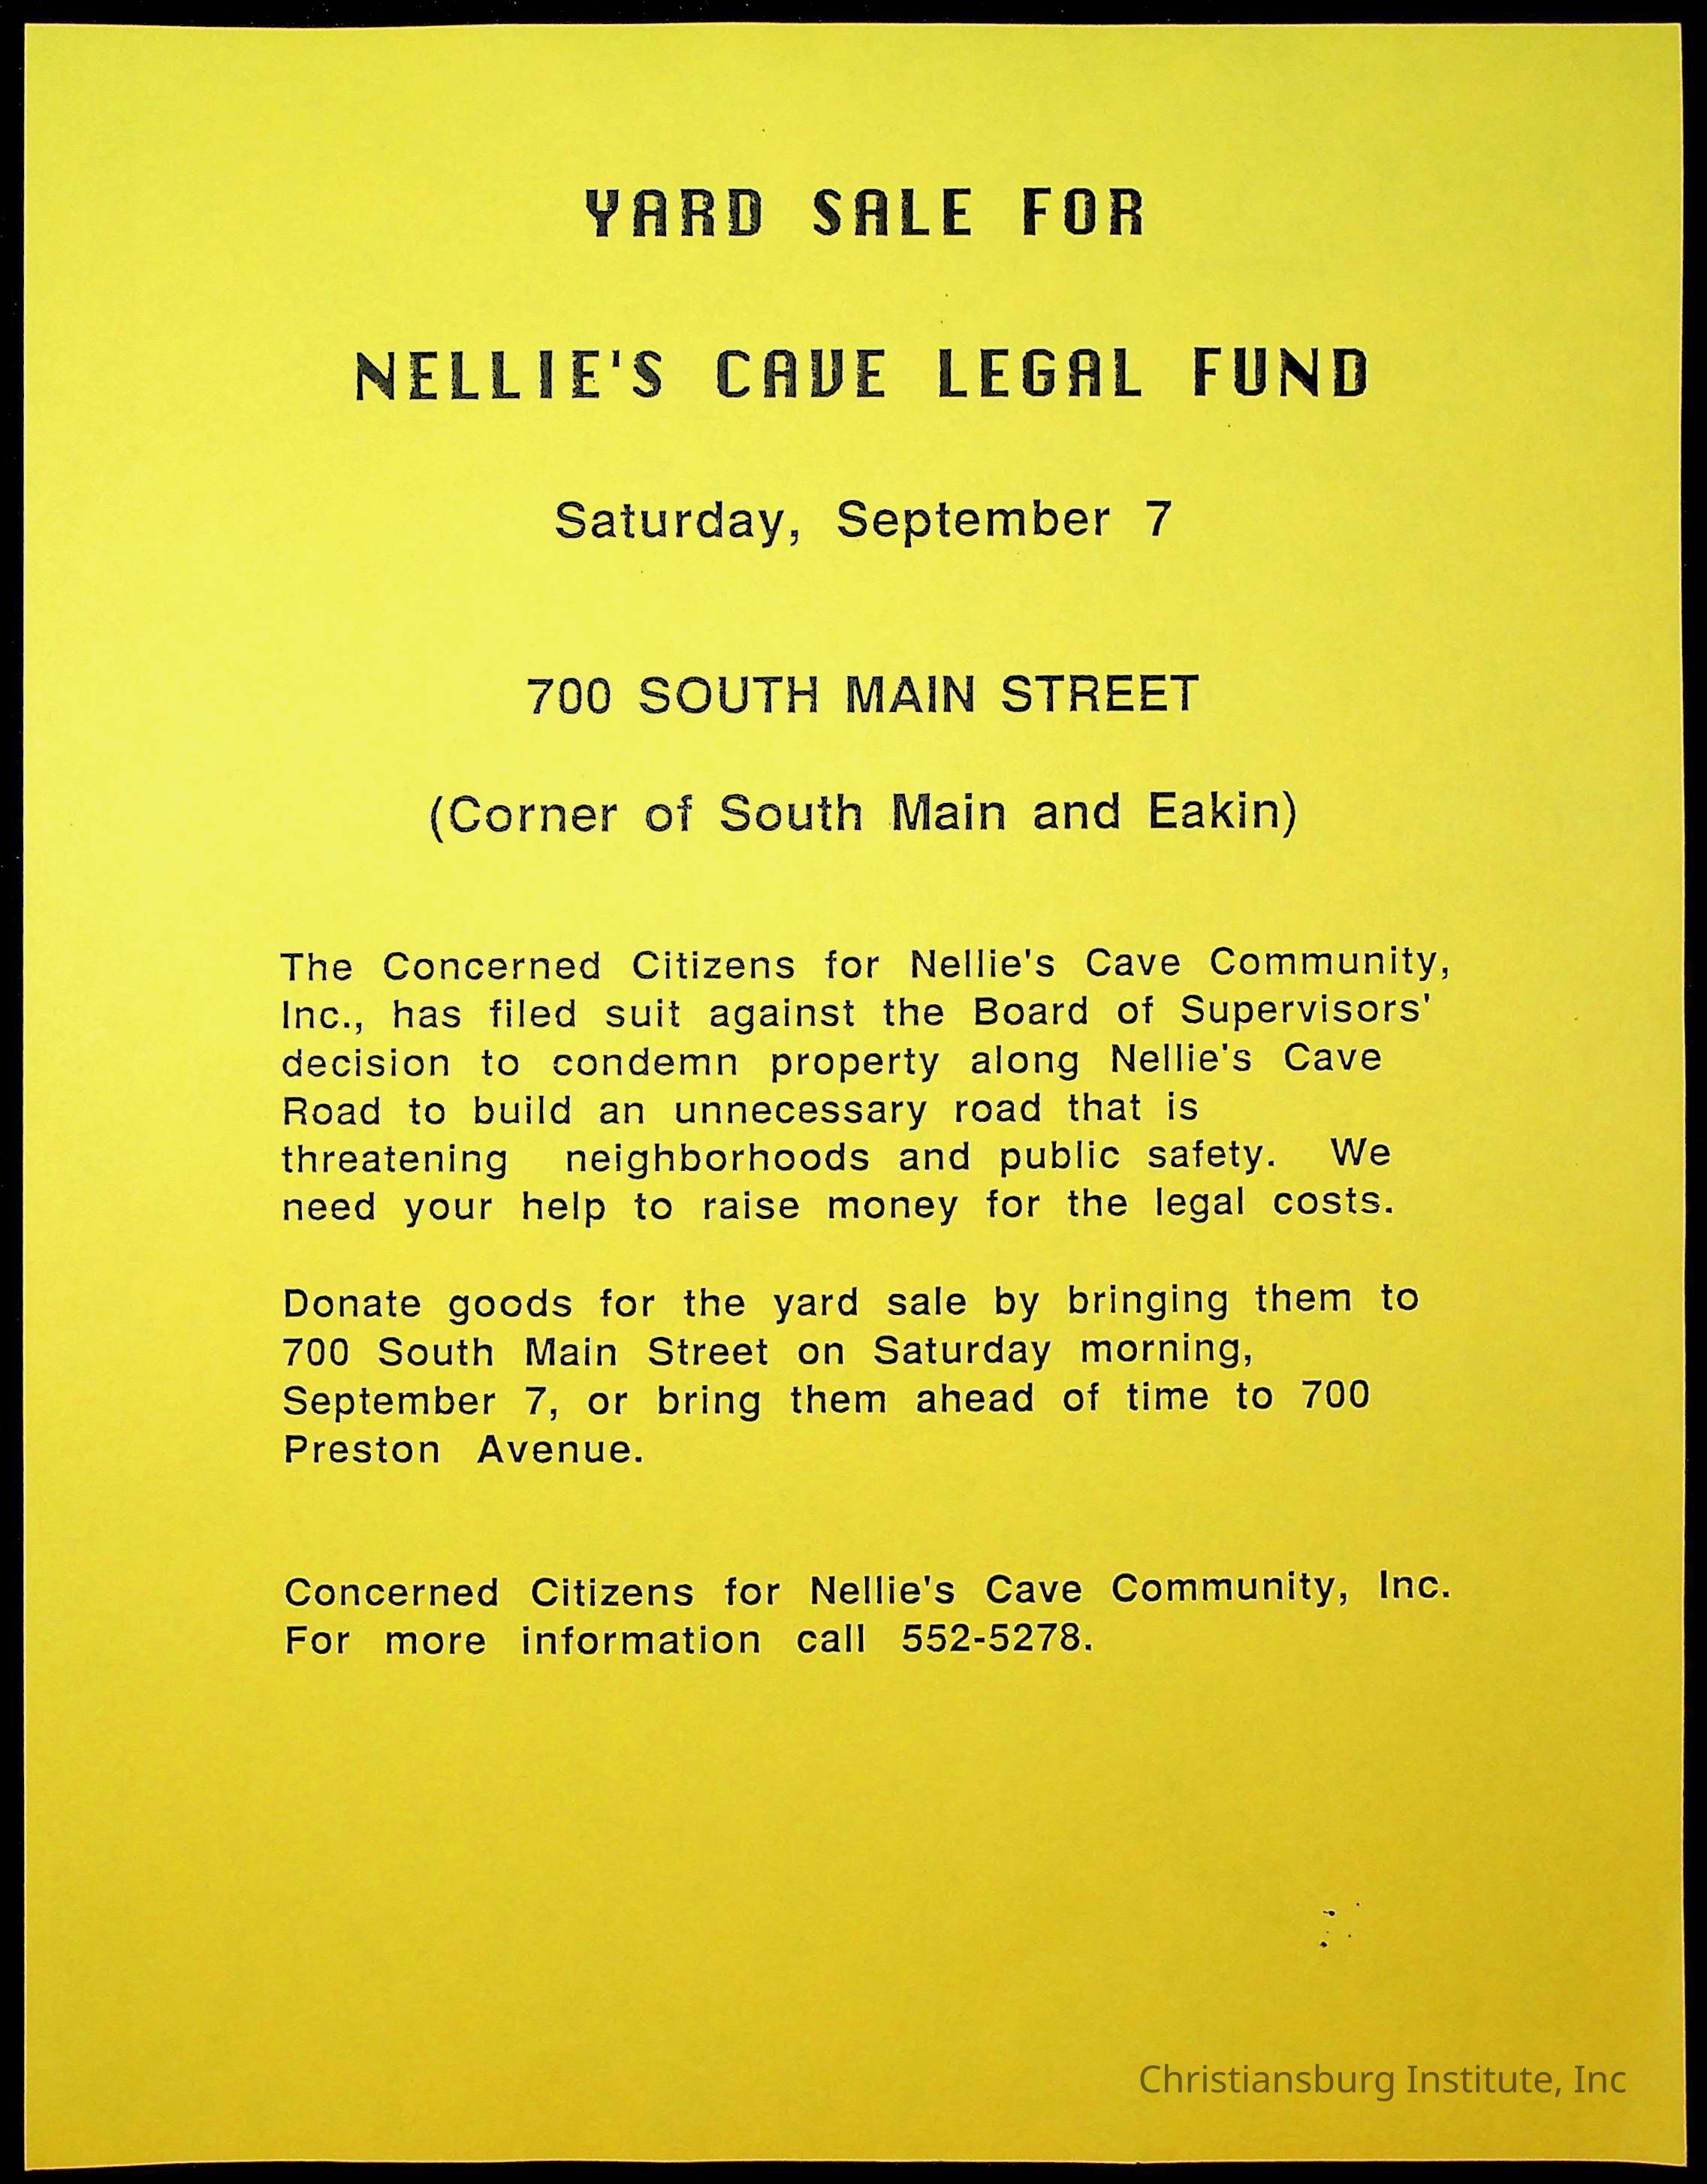 YARD SALE FOR
NELLIE'S CAVE LEGAL FUND
Saturday, September 7
700 SOUTH MAIN STREET
(Corner of South Main and Eakin)
The Concerned Citizens for Nellie's Cave Community,
Inc., has filed suit against the Board of Supervisors'
decision to condemn property along Nellie's Cave
Road to build an unnecessary road that is
threatening neighborhoods and public safety. We
need your help to raise money for the legal costs.
Donate goods for the yard sale by bringing them to
700 South Main Street on Saturday morning,
September 7, or bring them ahead of time to 700
Preston Avenue.
Concerned Citizens for Nellie's Cave Community, Inc.
For more information call 552-5278.
Christiansburg Institute, Inc